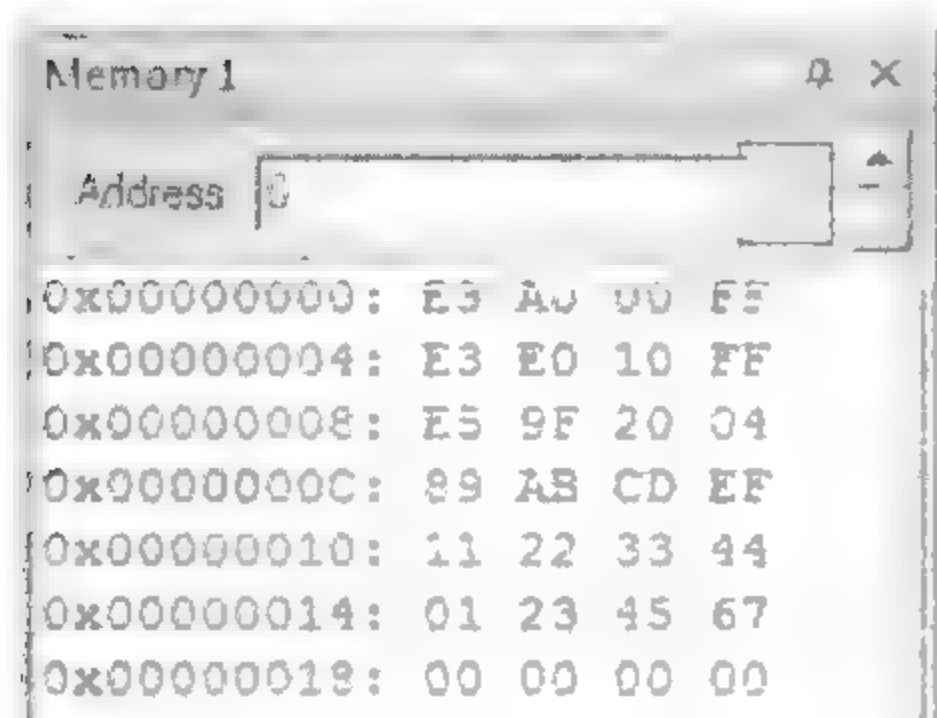 Memory 1
Address 0
0x00000000: E3 A0 00 FF
0x00000004: E3 E0 10 FF
0x00000008: E5 9F 20 04
0x0000000C: 89 AB CD EF
0x00000010: 11 22 33 44
0x00000014: 01 23 45 67
0x00000018: 00 00 00 00